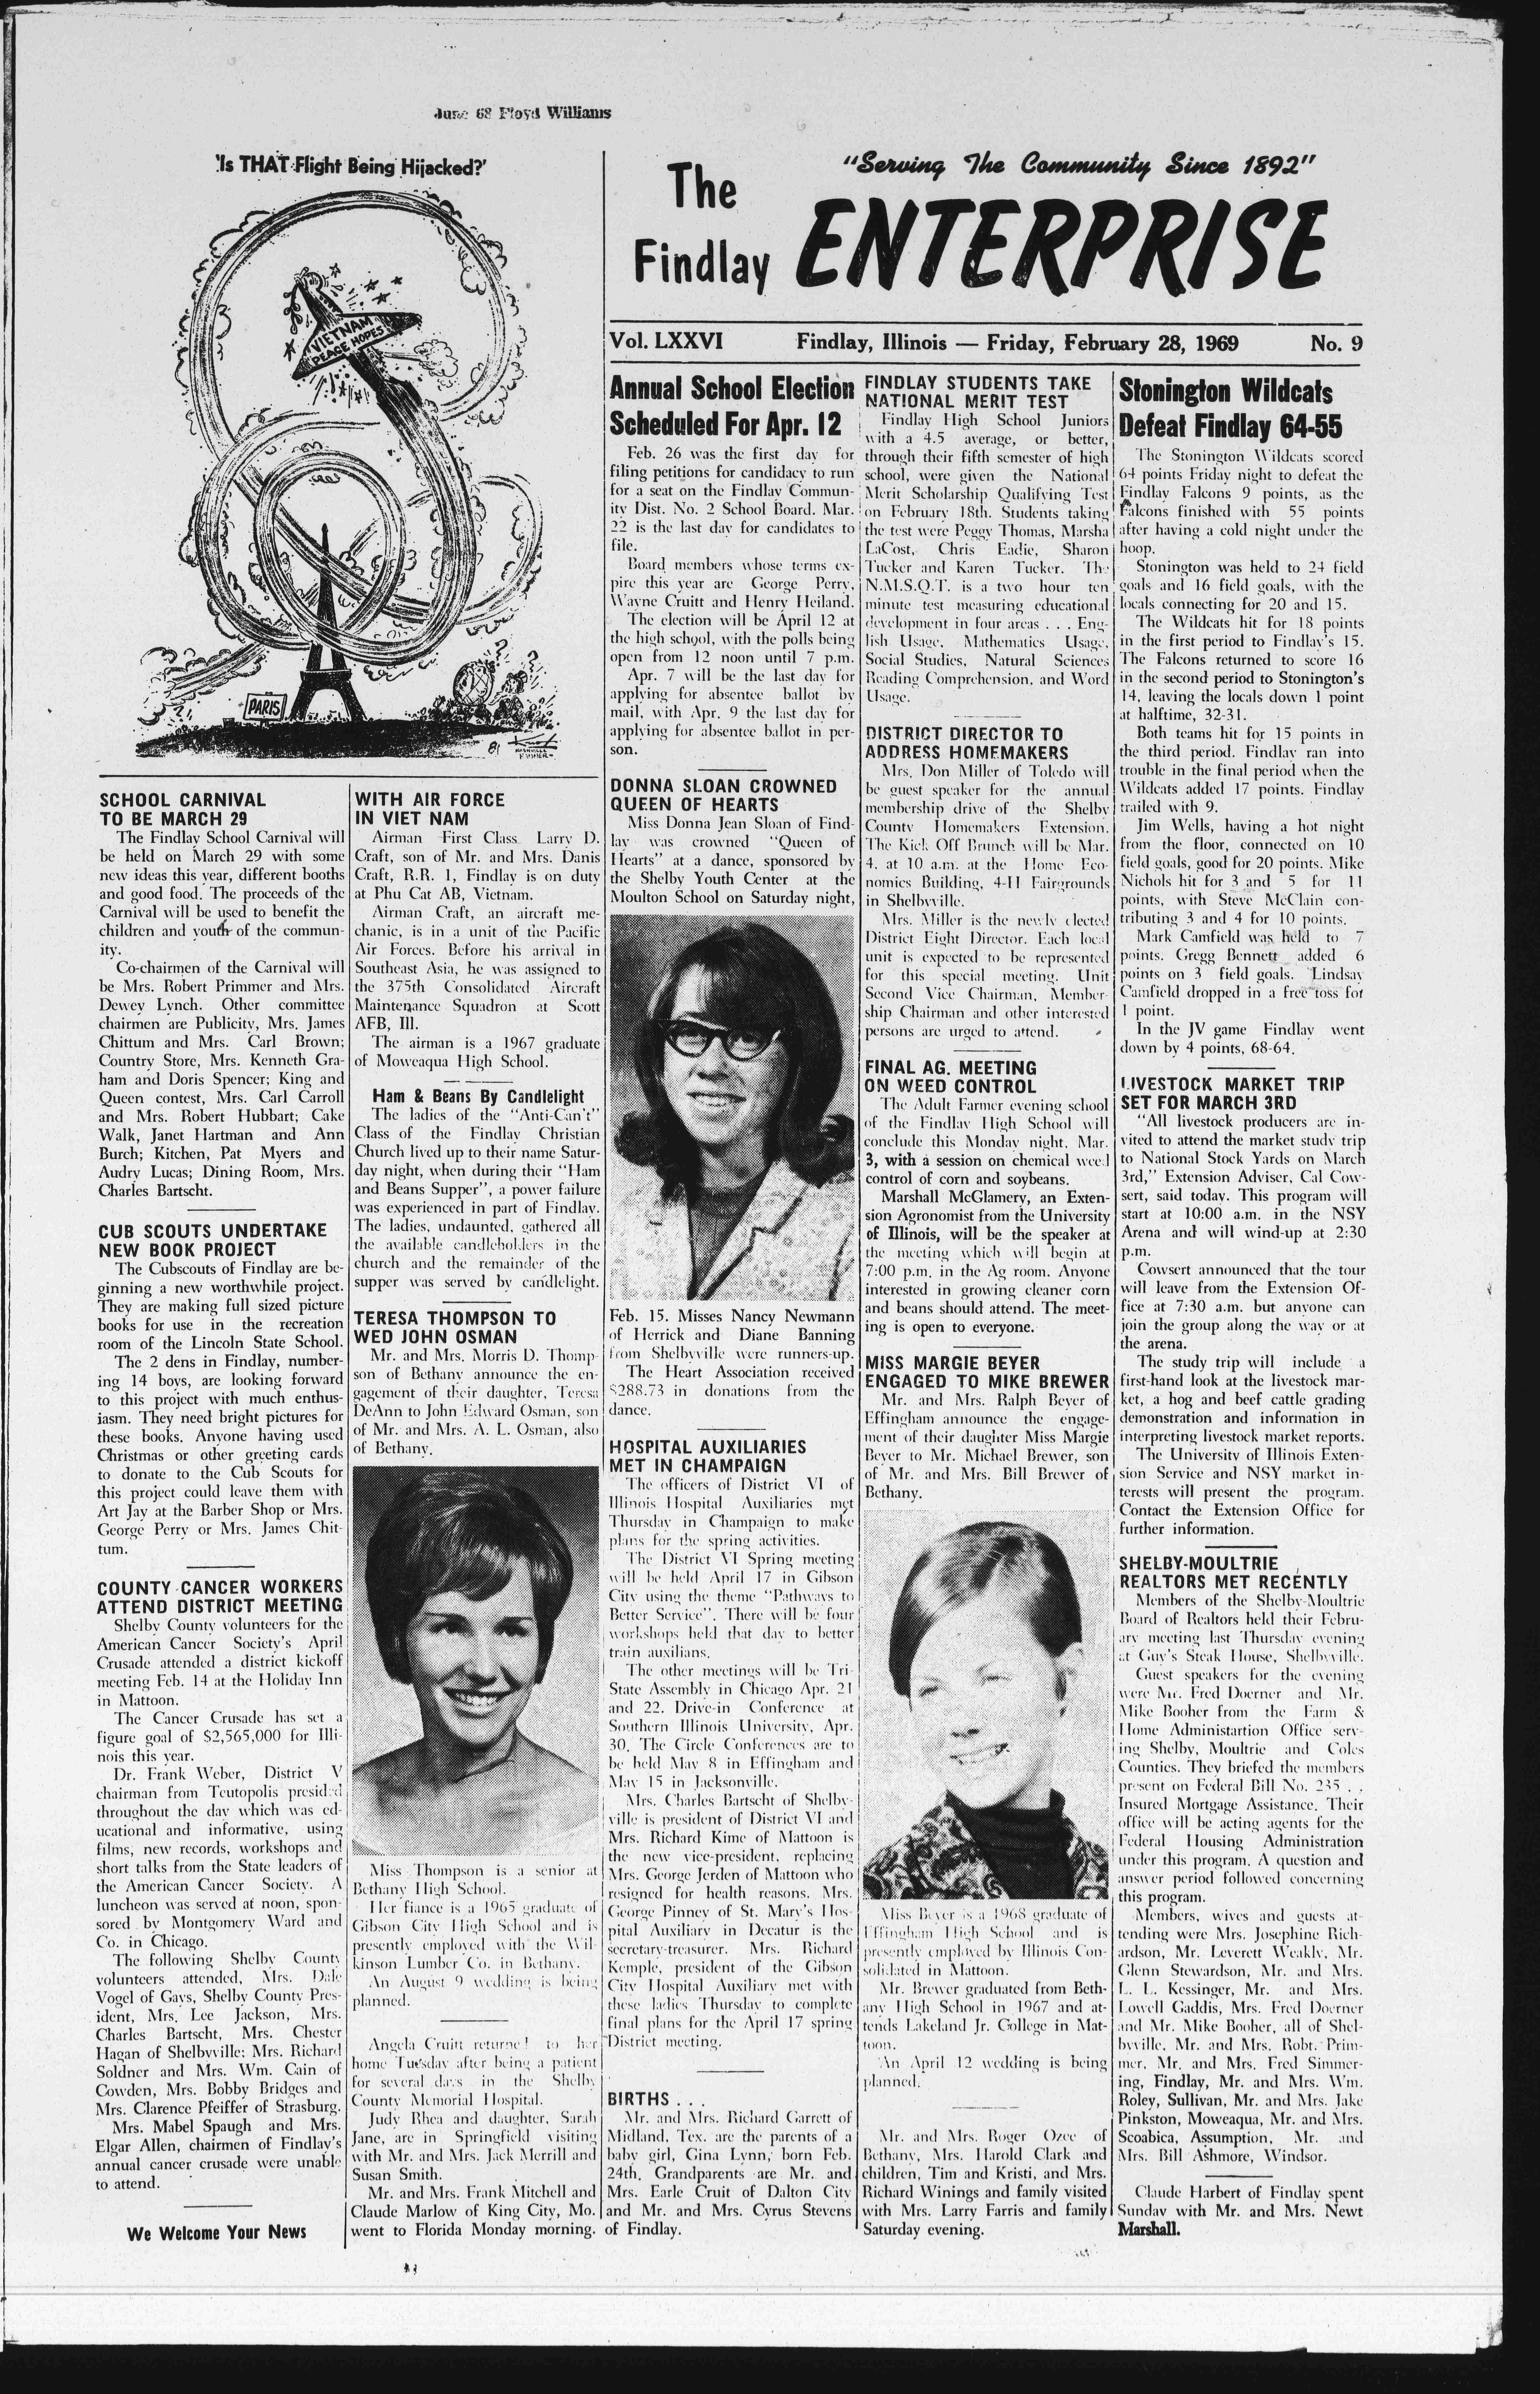 June 68 Floyd Williams
'Is THAT Flight Being Hijacked?'
VIETNAM
PEACE HOPES
PARIS
81
"Serving The Community Since 1892"
The
Findlay
ENTERPRISE
Vol. LXXVI Findlay, Illinois — Friday, February 28, 1969 No. 9
SCHOOL CARNIVAL
TO BE MARCH 29
The Findlay School Carnival will
be held on March 29 with some
new ideas this year, different booths
and good food. The proceeds of the
Carnival will be used to benefit the
children and youth of the commun-
ity.
Co-chairmen of the Carnival will
be Mrs. Robert Primmer and Mrs.
Dewey Lynch. Other committee
chairmen are Publicity, Mrs. James
Chittum and Mrs. Carl Brown;
Country Store, Mrs. Kenneth Gra-
ham and Doris Spencer; King and
Queen contest, Mrs. Carl Carroll
and Mrs. Robert Hubbart; Cake
Walk, Janet Hartman and Ann
Burch; Kitchen, Pat Myers and
Audry Lucas; Dining Room, Mrs.
Charles Bartscht.
CUB SCOUTS UNDERTAKE
NEW BOOK PROJECT
The Cubscouts of Findlay are be-
ginning a new worthwhile project.
They are making full sized picture
books for use in the recreation
room of the Lincoln State School.
The 2 dens in Findlay, number-
ing 14 boys, are looking forward
to this project with much enthus-
iasm. They need bright pictures for
these books. Anyone having used
Christmas or other greeting cards
to donate to the Cub Scouts for
this project could leave them with
Art Jay at the Barber Shop or Mrs.
George Perry or Mrs. James Chit-
tum.
COUNTY CANCER WORKERS
ATTEND DISTRICT MEETING
Shelby County volunteers for the
American Cancer Society's April
Crusade attended a district kickoff
meeting Feb. 14 at the Holiday Inn
in Mattoon.
The Cancer Crusade has set a
figure goal of $2,565,000 for Illi-
nois this year.
Dr. Frank Weber, District V
chairman from Teutopolis presided
throughout the day which was ed-
ucational and informative, using
films, new records, workshops and
short talks from the State leaders of
the American Cancer Society. A
luncheon was served at noon, spon-
sored by Montgomery Ward and
Co. in Chicago.
The following Shelby County
volunteers attended, Mrs. Dale
Vogel of Gays, Shelby County Pres-
ident, Mrs. Lee Jackson, Mrs.
Charles Bartscht, Mrs. Chester
Hagan of Shelbyville; Mrs. Richard
Soldner and Mrs. Wm. Cain of
Cowden, Mrs. Bobby Bridges and
Mrs. Clarence Pfeiffer of Strasburg.
Mrs. Mabel Spaugh and Mrs.
Elgar Allen, chairmen of Findlay's
annual cancer crusade were unable
to attend.
We Welcome Your News
WITH AIR FORCE
IN VIET NAM
Airman First Class Larry D.
Craft, son of Mr. and Mrs. Danis
Craft, R.R. 1, Findlay is on duty
at Phu Cat AB, Vietnam.
Airman Craft, an aircraft me-
chanic, is in a unit of the Pacific
Air Forces. Before his arrival in
Southeast Asia, he was assigned to
the 375th Consolidated Aircraft
Maintenance Squadron at Scott
AFB, Ill.
The airman is a 1967 graduate
of Moweaqua High School.
Ham & Beans By Candlelight
The ladies of the "Anti-Can't"
Class of the Findlay Christian
Church lived up to their name Satur-
day night, when during their "Ham
and Beans Supper", a power failure
was experienced in part of Findlay.
The ladies, undaunted, gathered all
the available candleholders in the
church and the remainder of the
supper was served by candlelight.
TERESA THOMPSON TO
WED JOHN OSMAN
Mr. and Mrs. Morris D. Thomp-
son of Bethany announce the en-
gagement of their daughter, Teresa
DeAnn to John Edward Osman, son
of Mr. and Mrs. A. L. Osman, also
of Bethany.
Miss Thompson is a senior at
Bethany High School.
Her fiance is a 1965 graduate of
Gibson City High School and is
presently employed with the Wil-
kinson Lumber Co. in Bethany.
An August 9 wedding is being
planned.
Angela Cruitt returned to her
home Tuesday after being a patient
for several days in the Shelby
County Memorial Hospital.
Judy Rhea and daughter, Sarah
Jane, are in Springfield visiting
with Mr. and Mrs. Jack Merrill and
Susan Smith.
Mr. and Mrs. Frank Mitchell and
Claude Marlow of King City, Mo.
went to Florida Monday morning.
Annual School Election
Scheduled For Apr. 12
Feb. 26 was the first day for
filing petitions for candidacy to run
for a seat on the Findlay Commun-
ity Dist. No. 2 School Board. Mar.
22 is the last day for candidates to
file.
Board members whose terms ex-
pire this year are George Perry,
Wayne Cruitt and Henry Heiland.
The election will be April 12 at
the high school, with the polls being
open from 12 noon until 7 p.m.
Apr. 7 will be the last day for
applying for absentee ballot by
mail, with Apr. 9 the last day for
applying for absentee ballot in per-
son.
DONNA SLOAN CROWNED
QUEEN OF HEARTS
Miss Donna Jean Sloan of Find-
lay was crowned "Queen of
Hearts" at a dance, sponsored by
the Shelby Youth Center at the
Moulton School on Saturday night,
Feb. 15. Misses Nancy Newmann
of Herrick and Diane Banning
from Shelbyville were runners-up.
The Heart Association received
$288.73 in donations from the
dance.
HOSPITAL AUXILIARIES
MET IN CHAMPAIGN
The officers of District VI of
Illinois Hospital Auxiliaries met
Thursday in Champaign to make
plans for the spring activities.
The District VI Spring meeting
will be held April 17 in Gibson
City using the theme "Pathways to
Better Service". There will be four
workshops held that day to better
train auxilians.
The other meetings will be Tri-
State Assembly in Chicago Apr. 21
and 22. Drive-in Conference at
Southern Illinois University, Apr.
30. The Circle Conferences are to
be held May 8 in Effingham and
May 15 in Jacksonville.
Mrs. Charles Bartscht of Shelby-
ville is president of District VI and
Mrs. Richard Kime of Mattoon is
the new vice-president, replacing
Mrs. George Jerden of Mattoon who
resigned for health reasons. Mrs.
George Pinney of St. Mary's Hos-
pital Auxiliary in Decatur is the
secretary-treasurer. Mrs. Richard
Kemple, president of the Gibson
City Hospital Auxiliary met with
these ladies Thursday to complete
final plans for the April 17 spring
District meeting.
BIRTHS . . .
Mr. and Mrs. Richard Garrett of
Midland, Tex. are the parents of a
baby girl, Gina Lynn, born Feb.
24th. Grandparents are Mr. and
Mrs. Earle Cruit of Dalton City
and Mr. and Mrs. Cyrus Stevens
of Findlay.
FINDLAY STUDENTS TAKE
NATIONAL MERIT TEST
Findlay High School Juniors
with a 4.5 average, or better,
through their fifth semester of high
school, were given the National
Merit Scholarship Qualifying Test
on February 18th. Students taking
the test were Peggy Thomas, Marsha
LaCost, Chris Eadie, Sharon
Tucker and Karen Tucker. The
N.M.S.Q.T. is a two hour ten
minute test measuring educational
development in four areas . . . Eng-
lish Usage, Mathematics Usage,
Social Studies, Natural Sciences
Reading Comprehension, and Word
Usage.
DISTRICT DIRECTOR TO
ADDRESS HOMEMAKERS
Mrs. Don Miller of Toledo will
be guest speaker for the annual
membership drive of the Shelby
County Homemakers Extension.
The Kick Off Brunch will be Mar.
4, at 10 a.m. at the Home Eco-
nomics Building, 4-H Fairgrounds
in Shelbyville.
Mrs. Miller is the newly elected
District Eight Director. Each local
unit is expected to be represented
for this special meeting. Unit
Second Vice Chairman, Member-
ship Chairman and other interested
persons are urged to attend.
FINAL AG. MEETING
ON WEED CONTROL
The Adult Farmer evening school
of the Findlay High School will
conclude this Monday night, Mar.
3, with a session on chemical weed
control of corn and soybeans.
Marshall McGlamery, an Exten-
sion Agronomist from the University
of Illinois, will be the speaker at
the meeting which will begin at
7:00 p.m. in the Ag room. Anyone
interested in growing cleaner corn
and beans should attend. The meet-
ing is open to everyone.
MISS MARGIE BEYER
ENGAGED TO MIKE BREWER
Mr. and Mrs. Ralph Beyer of
Effingham announce the engage-
ment of their daughter Miss Margie
Beyer to Mr. Michael Brewer, son
of Mr. and Mrs. Bill Brewer of
Bethany.
Miss Beyer is a 1968 graduate of
Effingham High School and is
presently employed by Illinois Con-
solidated in Mattoon.
Mr. Brewer graduated from Beth-
any High School in 1967 and at-
tends Lakeland Jr. College in Mat-
toon.
An April 12 wedding is being
planned.
Mr. and Mrs. Roger Ozee of
Bethany, Mrs. Harold Clark and
children, Tim and Kristi, and Mrs.
Richard Winings and family visited
with Mrs. Larry Farris and family
Saturday evening.
Stonington Wildcats
Defeat Findlay 64-55
The Stonington Wildcats scored
64 points Friday night to defeat the
Findlay Falcons 9 points, as the
Falcons finished with 55 points
after having a cold night under the
hoop.
Stonington was held to 24 field
goals and 16 field goals, with the
locals connecting for 20 and 15.
The Wildcats hit for 18 points
in the first period to Findlay's 15.
The Falcons returned to score 16
in the second period to Stonington's
14, leaving the locals down 1 point
at halftime, 32-31.
Both teams hit for 15 points in
the third period. Findlay ran into
trouble in the final period when the
Wildcats added 17 points. Findlay
trailed with 9.
Jim Wells, having a hot night
from the floor, connected on 10
field goals, good for 20 points. Mike
Nichols hit for 3 and 5 for 11
points, with Steve McClain con-
tributing 3 and 4 for 10 points.
Mark Camfield was held to 7
points. Gregg Bennett added 6
points on 3 field goals. Lindsay
Camfield dropped in a free toss for
1 point.
In the JV game Findlay went
down by 4 points, 68-64.
LIVESTOCK MARKET TRIP
SET FOR MARCH 3RD
"All livestock producers are in-
vited to attend the market study trip
to National Stock Yards on March
3rd," Extension Adviser, Cal Cow-
sert, said today. This program will
start at 10:00 a.m. in the NSY
Arena and will wind-up at 2:30
p.m.
Cowsert announced that the tour
will leave from the Extension Of-
fice at 7:30 a.m. but anyone can
join the group along the way or at
the arena.
The study trip will include a
first-hand look at the livestock mar-
ket, a hog and beef cattle grading
demonstration and information in
interpreting livestock market reports.
The University of Illinois Exten-
sion Service and NSY market in-
terests will present the program.
Contact the Extension Office for
further information.
SHELBY-MOULTRIE
REALTORS MET RECENTLY
Members of the Shelby-Moultrie
Board of Realtors held their Febru-
ary meeting last Thursday evening
at Guy's Steak House, Shelbyville.
Guest speakers for the evening
were Mr. Fred Doerner and Mr.
Mike Booher from the Farm &
Home Administartion Office serv-
ing Shelby, Moultrie and Coles
Counties. They briefed the members
present on Federal Bill No. 235 . .
Insured Mortgage Assistance. Their
office will be acting agents for the
Federal Housing Administration
under this program. A question and
answer period followed concerning
this program.
Members, wives and guests at-
tending were Mrs. Josephine Rich-
ardson, Mr. Leverett Weakly, Mr.
Glenn Stewardson, Mr. and Mrs.
L. L. Kessinger, Mr. and Mrs.
Lowell Gaddis, Mrs. Fred Doerner
and Mr. Mike Booher, all of Shel-
byville, Mr. and Mrs. Robt. Prim-
mer, Mr. and Mrs. Fred Simmer-
ing, Findlay, Mr. and Mrs. Wm.
Roley, Sullivan, Mr. and Mrs. Jake
Pinkston, Moweaqua, Mr. and Mrs.
Scoabica, Assumption, Mr. and
Mrs. Bill Ashmore, Windsor.
Claude Harbert of Findlay spent
Sunday with Mr. and Mrs. Newt
Marshall.